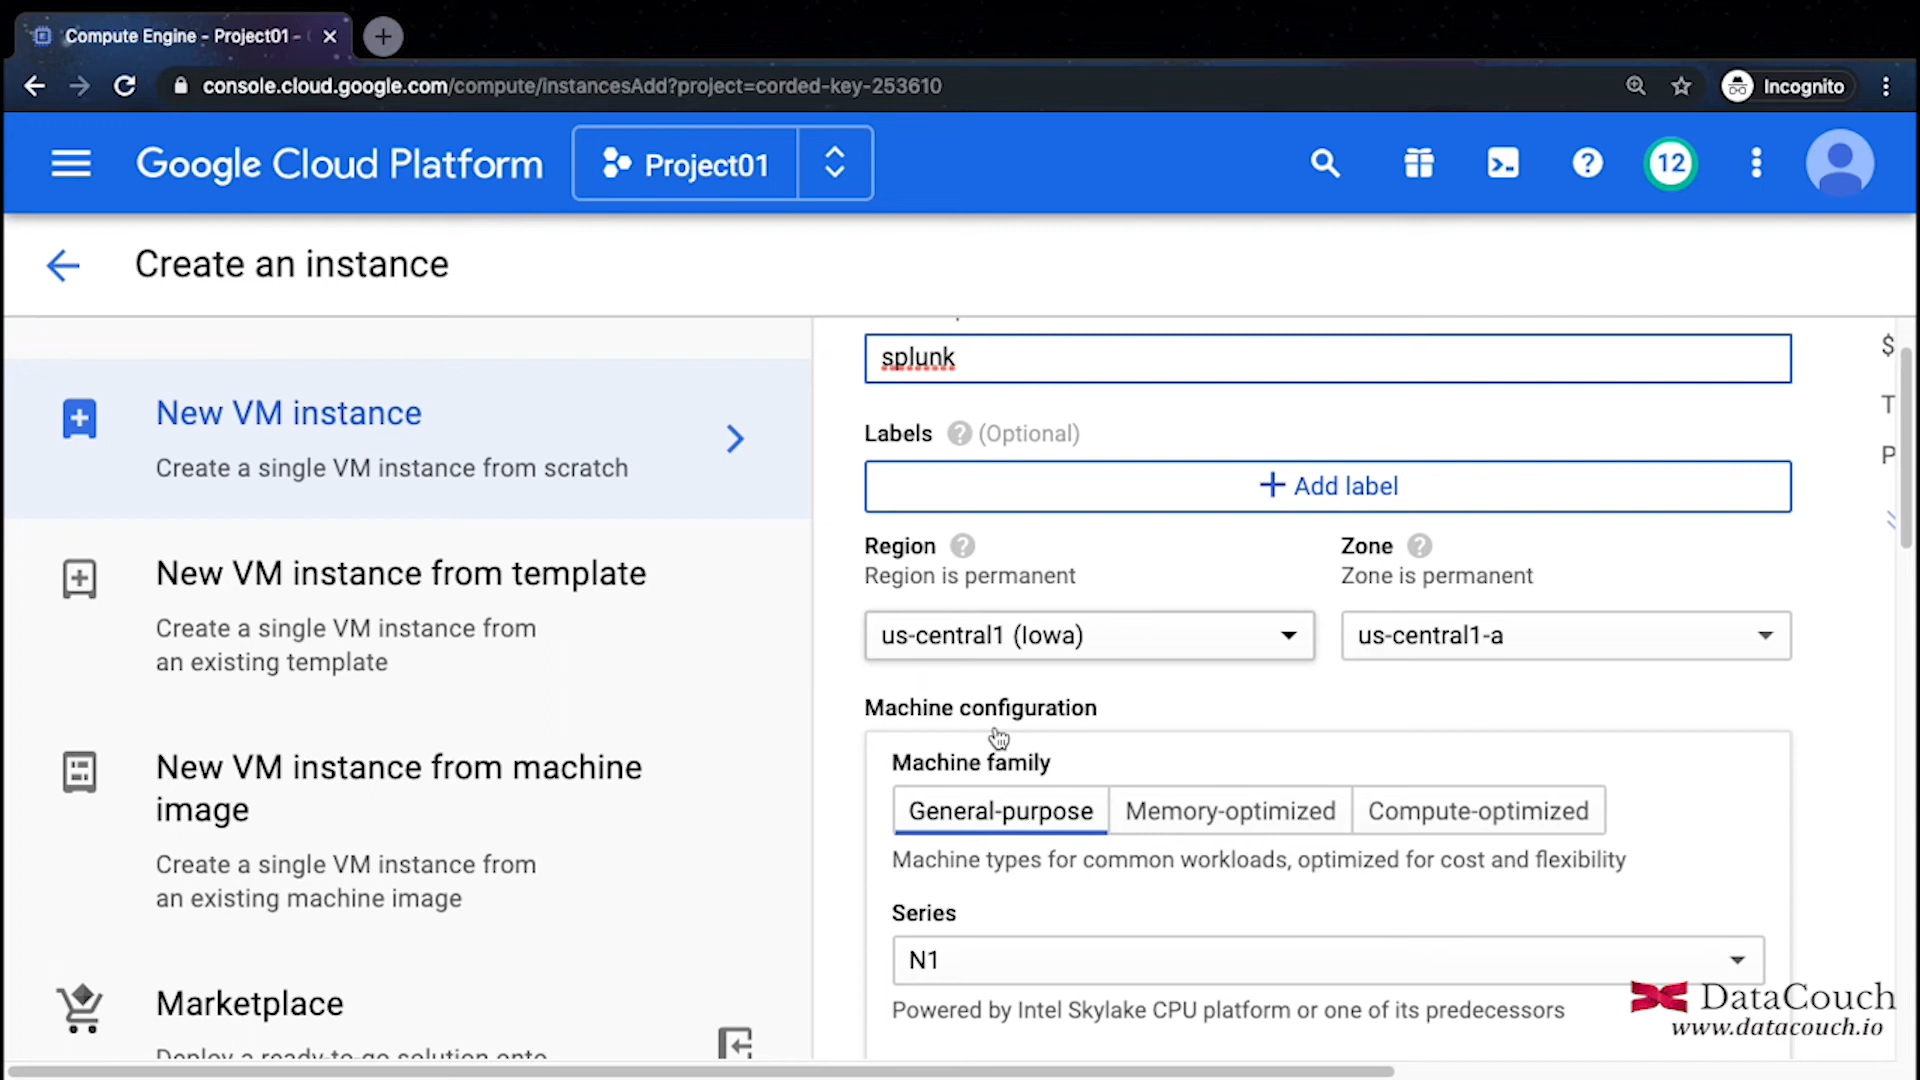 Compute Engine - Project01 -
console.cloud.google.com/compute/instancesAdd?project=corded-key-253610
Incognito
Google Cloud Platform
Project01
12
Create an instance
New VM instance
Create a single VM instance from scratch
New VM instance from template
Create a single VM instance from
an existing template
New VM instance from machine
image
Create a single VM instance from
an existing machine image
Marketplace
Deploy a ready-to-go solution onto
splunk
Labels ? (Optional)
+ Add label
Region ?
Region is permanent
us-central1 (Iowa)
Zone ?
Zone is permanent
us-central1-a
Machine configuration
Machine family
General-purpose
Memory-optimized
Compute-optimized
Machine types for common workloads, optimized for cost and flexibility
Series
N1
Powered by Intel Skylake CPU platform or one of its predecessors
$
T
P
DataCouch
www.datacouch.io